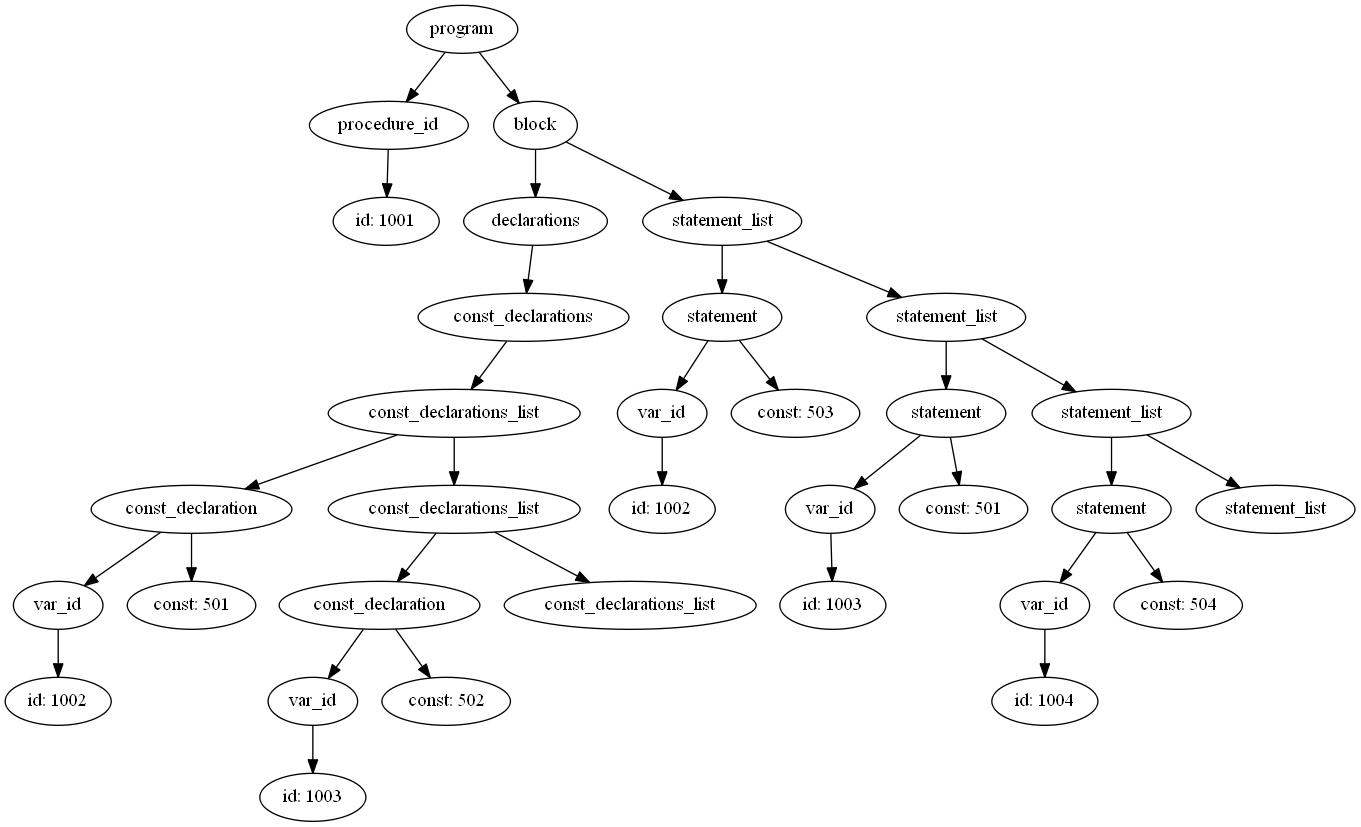 program
procedure_id
block
id: 1001
declarations
statement_list
const_declarations
statement
statement_list
const_declarations_list
var_id
const: 503
statement
statement_list
const_declaration
const_declarations_list
id: 1002
var_id
const: 501
statement
statement_list
var_id
const: 501
const_declaration
const_declarations_list
id: 1003
var_id
const: 504
id: 1002
var_id
const: 502
id: 1004
id: 1003